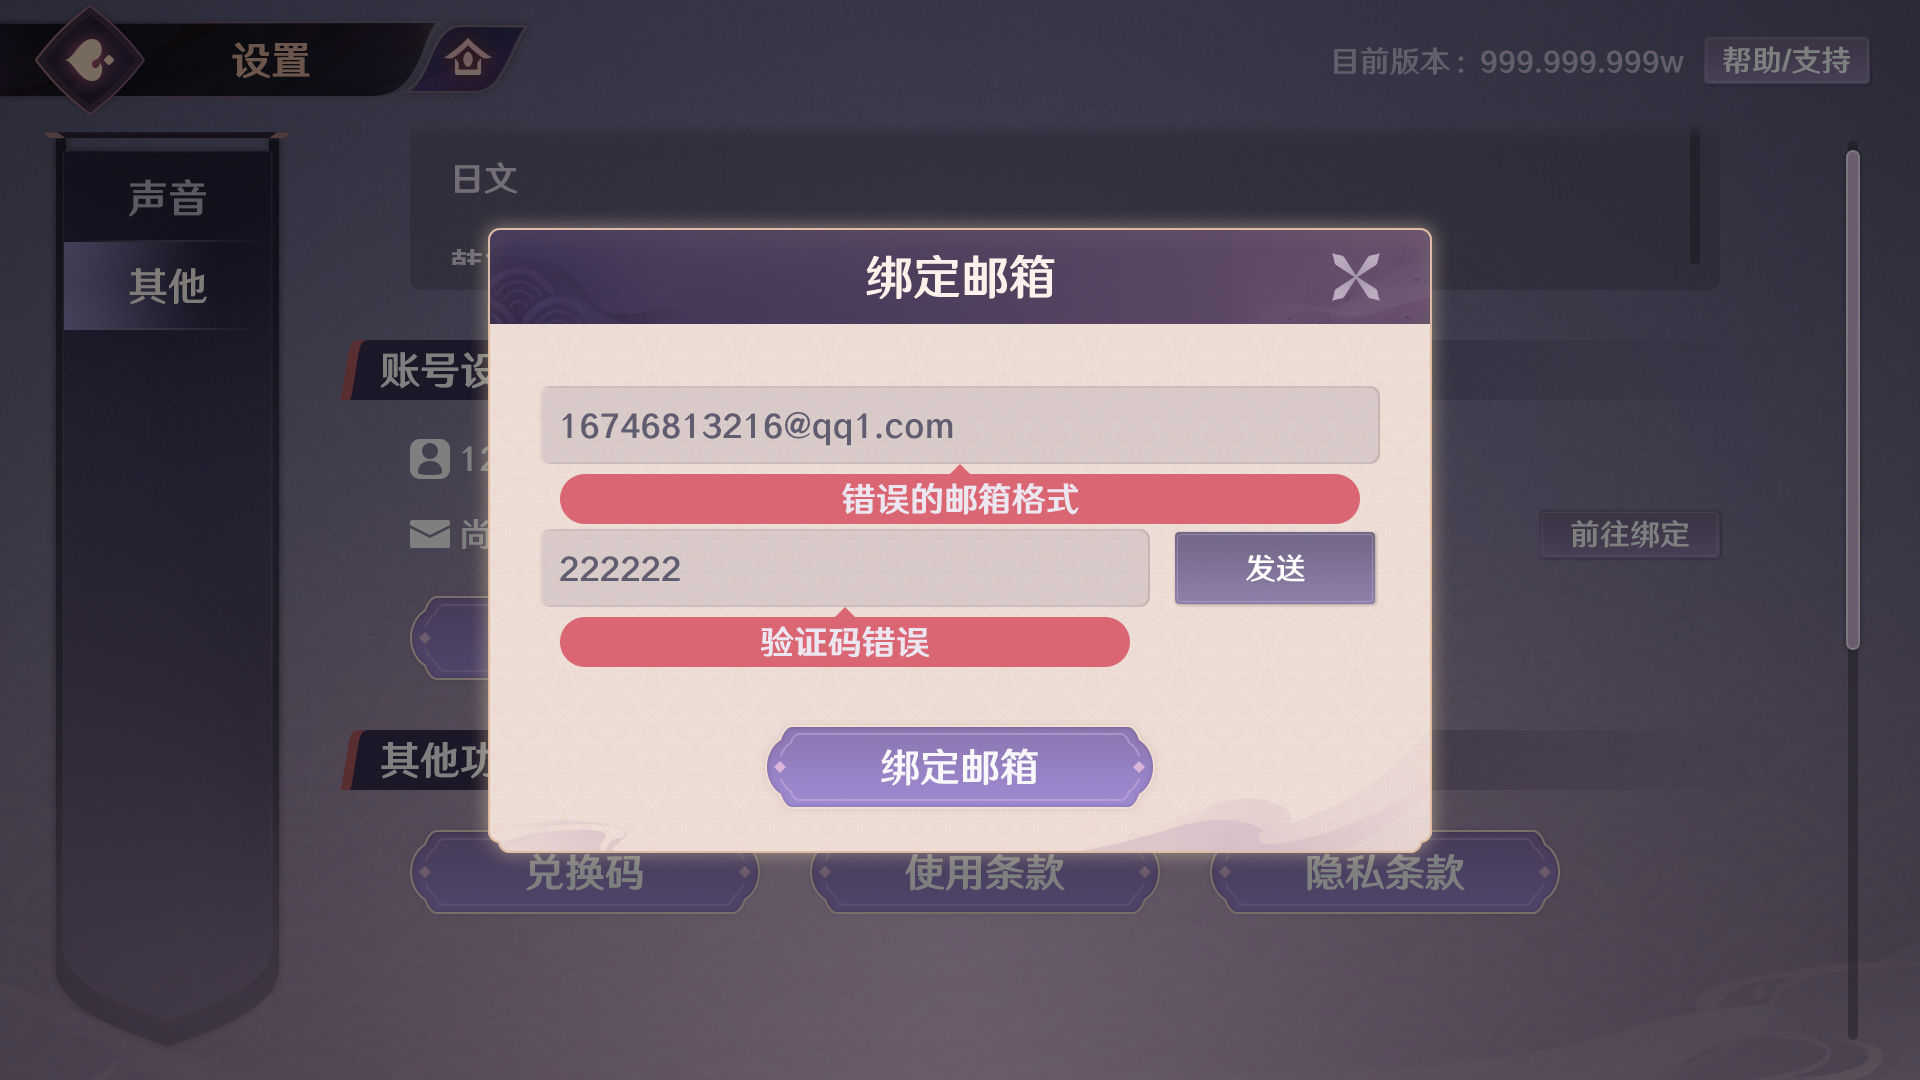 设置
目前版本：999.999.999w
帮助/支持
声音
其他
日文
绑定邮箱
账号设
16746813216@qq1.com
错误的邮箱格式
12
尚
前往绑定
222222
发送
验证码错误
其他功
绑定邮箱
兑换码
使用条款
隐私条款